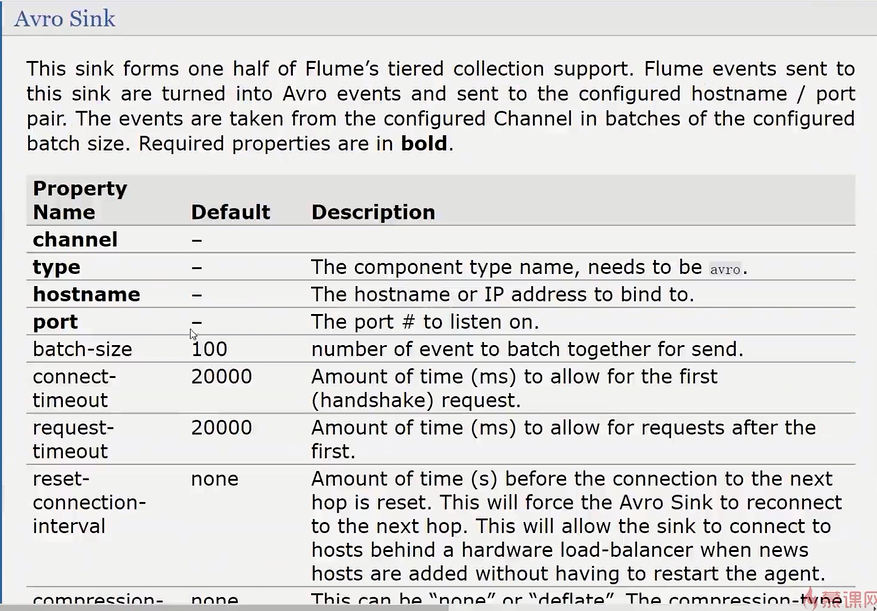 Avro Sink
This sink forms one half of Flume’s tiered collection support. Flume events sent to
this sink are turned into Avro events and sent to the configured hostname / port
pair. The events are taken from the configured Channel in batches of the configured
batch size. Required properties are in bold.
Property
Name Default Description
channel –
type – The component type name, needs to be avro.
hostname – The hostname or IP address to bind to.
port – The port # to listen on.
batch-size 100 number of event to batch together for send.
connect- 20000 Amount of time (ms) to allow for the first
timeout (handshake) request.
request- 20000 Amount of time (ms) to allow for requests after the
timeout first.
reset- none Amount of time (s) before the connection to the next
connection- hop is reset. This will force the Avro Sink to reconnect
interval to the next hop. This will allow the sink to connect to
hosts behind a hardware load-balancer when news
hosts are added without having to restart the agent.
compression- none This can be “none” or “deflate”. The compression-type
慕课网